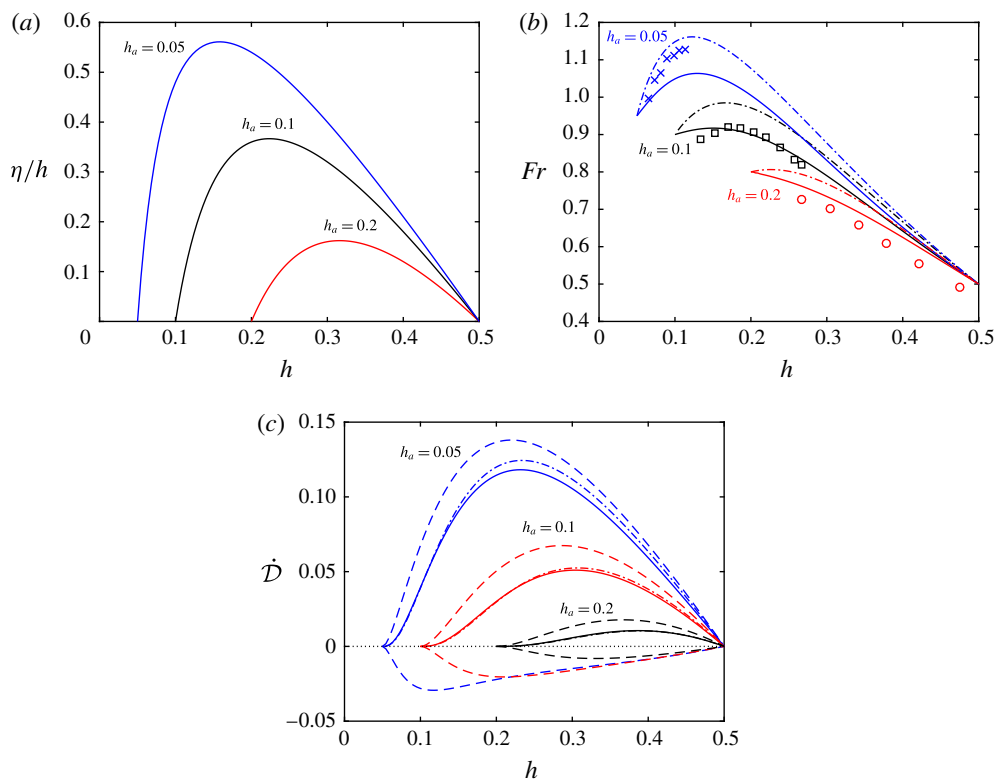 (a)
0.6
0.5
0.4
0.3
0.2
0.1
η/h
h_a = 0.05
h_a = 0.1
h_a = 0.2
0 0.1 0.2 0.3 0.4 0.5
h
(b)
1.3
1.2
1.1
1.0
0.9
0.8
0.7
0.6
0.5
0.4
Fr
h_a = 0.05
h_a = 0.1
h_a = 0.2
0 0.1 0.2 0.3 0.4 0.5
h
(c)
0.15
0.10
0.05
0
−0.05
𝒟̇
h_a = 0.05
h_a = 0.1
h_a = 0.2
0 0.1 0.2 0.3 0.4 0.5
h